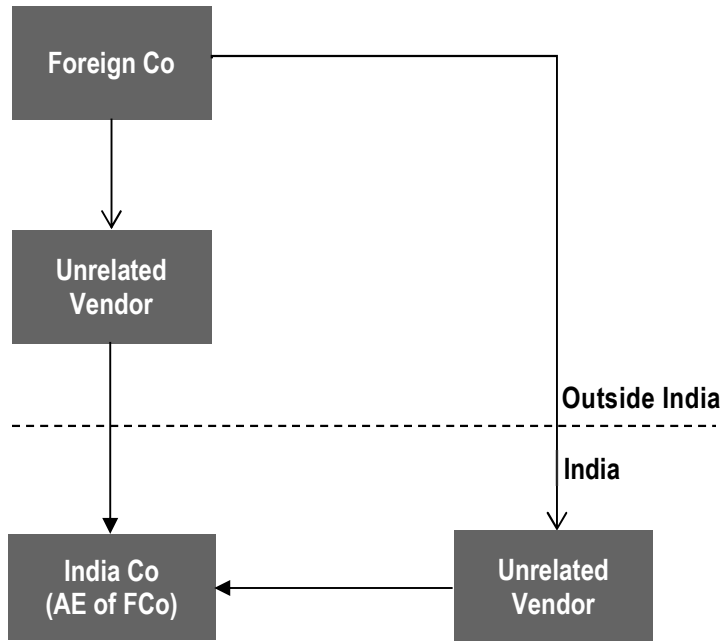 Foreign Co
Unrelated
Vendor
Outside India
India
India Co
(AE of FCo)
Unrelated
Vendor